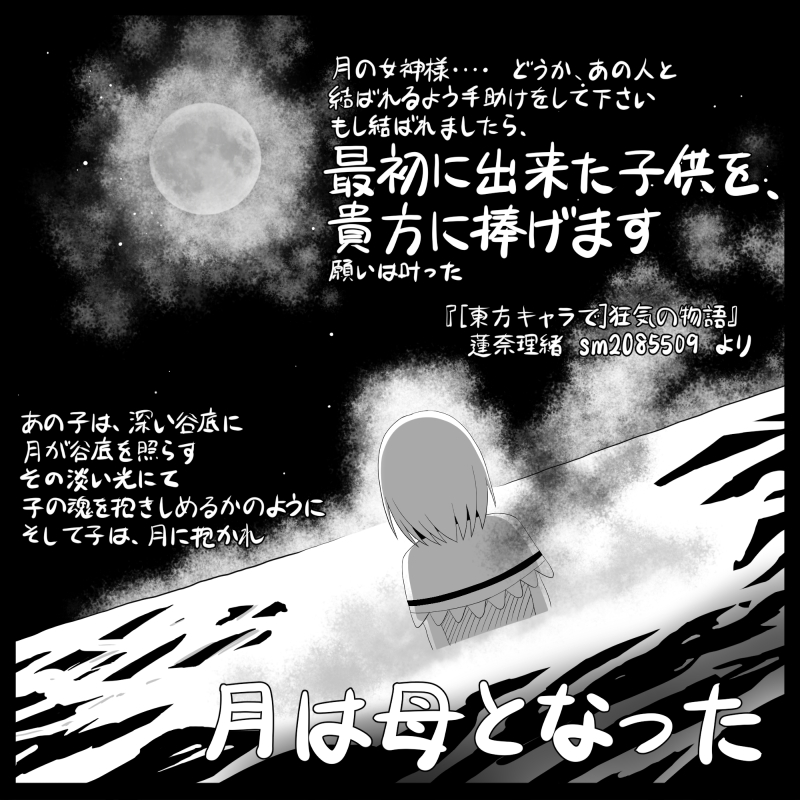 月の女神様・・・・ どうか、あの人と
結ばれるよう手助けをして下さい
もし結ばれましたら、
最初に出来た子供を、
貴方に捧げます
願いは叶った
『[東方キャラで]狂気の物語』
蓮奈理緒 sm2085509 より
あの子は、深い谷底に
月が谷底を照らす
その淡い光にて
子の魂を抱きしめるかのように
そして子は、月に抱かれ
月は母となった